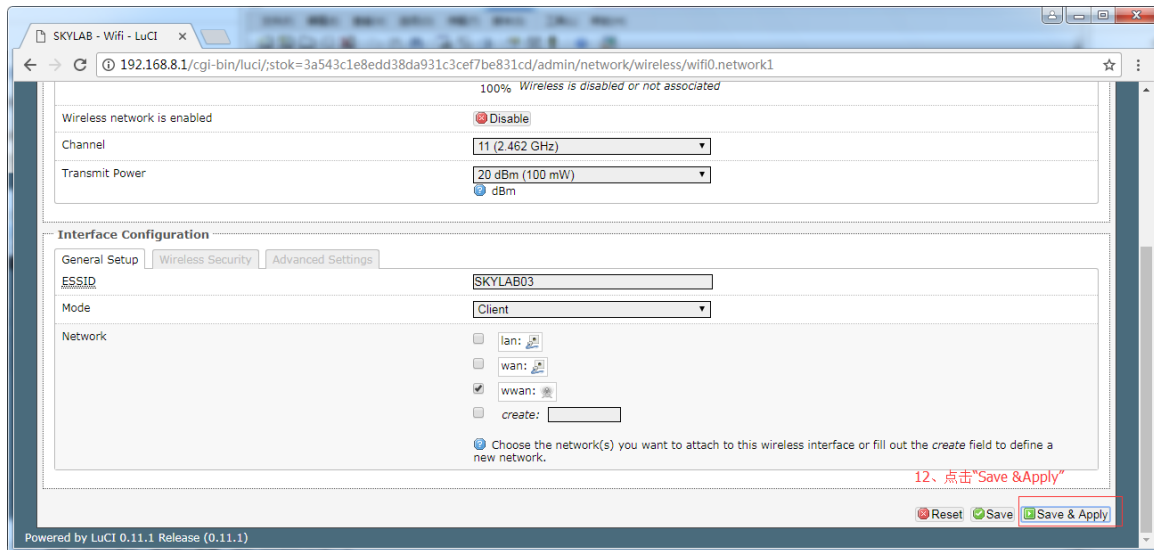 SKYLAB - Wifi - LuCI
192.168.8.1/cgi-bin/luci/;stok=3a543c1e8edd38da931c3cef7be831cd/admin/network/wireless/wifi0.network1
100% Wireless is disabled or not associated
Wireless network is enabled Disable
Channel 11 (2.462 GHz)
Transmit Power 20 dBm (100 mW)
dBm
Interface Configuration
General Setup Wireless Security Advanced Settings
ESSID SKYLAB03
Mode Client
Network lan:
wan:
wwan:
create:
Choose the network(s) you want to attach to this wireless interface or fill out the create field to define a
new network.
12、点击"Save &Apply"
Reset Save Save & Apply
Powered by LuCI 0.11.1 Release (0.11.1)